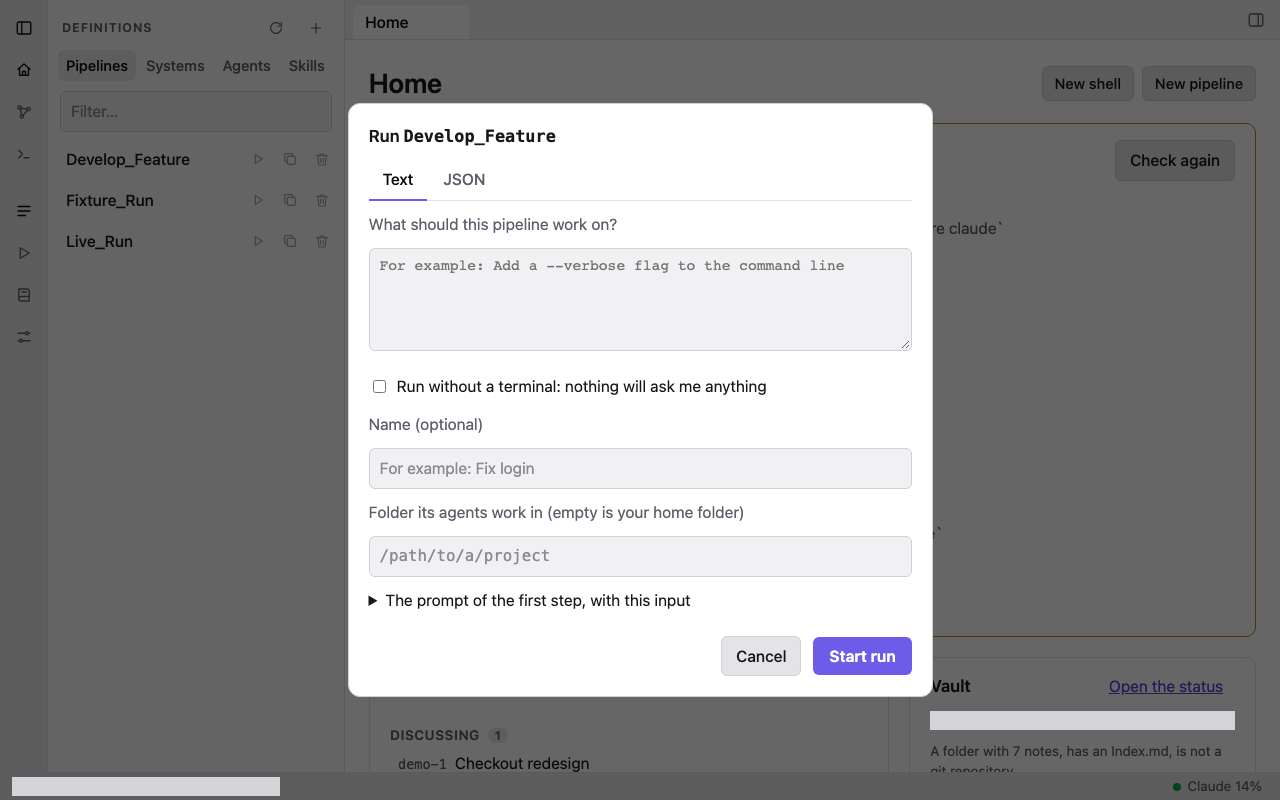 DEFINITIONS
Home
Pipelines Systems Agents Skills
Filter...
Develop_Feature
Fixture_Run
Live_Run
Home
New shell New pipeline
Check again
re claude`
Run Develop_Feature
Text JSON
What should this pipeline work on?
For example: Add a --verbose flag to the command line
Run without a terminal: nothing will ask me anything
Name (optional)
For example: Fix login
Folder its agents work in (empty is your home folder)
/path/to/a/project
The prompt of the first step, with this input
Cancel Start run
Vault Open the status
A folder with 7 notes, has an Index.md, is not a
git repository
DISCUSSING 1
demo-1 Checkout redesign
Claude 14%